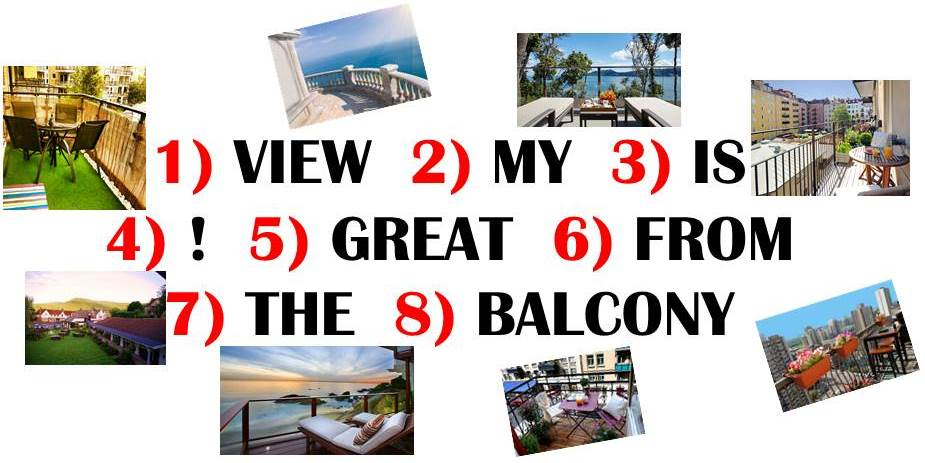 1) VIEW 2) MY 3) IS
4) ! 5) GREAT 6) FROM
7) THE 8) BALCONY